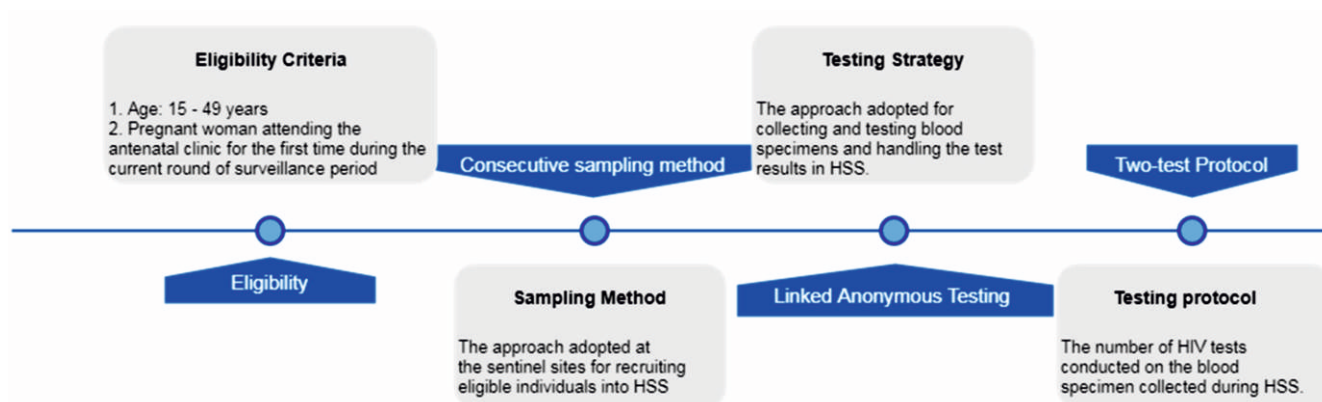 Eligibility Criteria
1. Age: 15 - 49 years
2. Pregnant woman attending the
antenatal clinic for the first time during the
current round of surveillance period
Eligibility
Consecutive sampling method
Sampling Method
The approach adopted at
the sentinel sites for recruiting
eligible individuals into HSS
Testing Strategy
The approach adopted for
collecting and testing blood
specimens and handling the test
results in HSS.
Linked Anonymous Testing
Two-test Protocol
Testing protocol
The number of HIV tests
conducted on the blood
specimen collected during HSS.